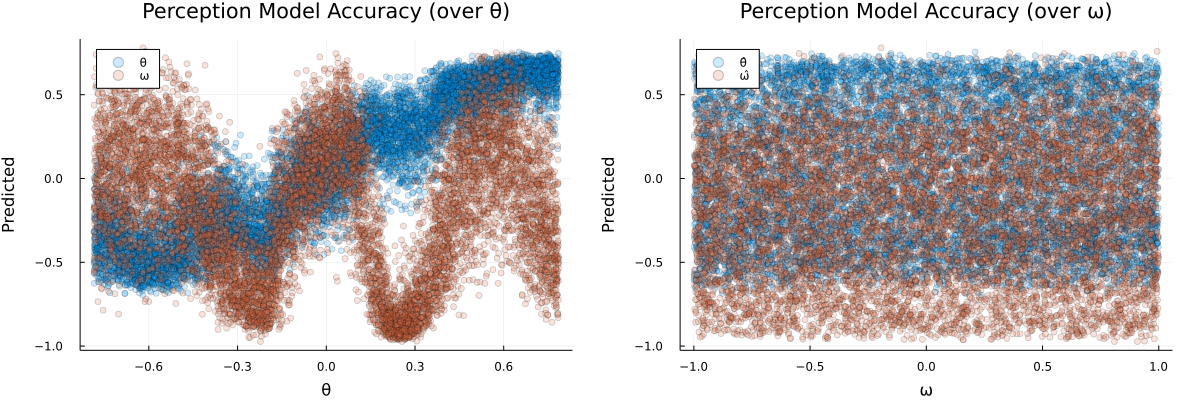 Perception Model Accuracy (over θ)
θ
ω
Predicted
0.5
0.0
−0.5
−1.0
−0.6
−0.3
0.0
0.3
0.6
θ
Perception Model Accuracy (over ω)
θ
ω̂
Predicted
0.5
0.0
−0.5
−1.0
−1.0
−0.5
0.0
0.5
1.0
ω